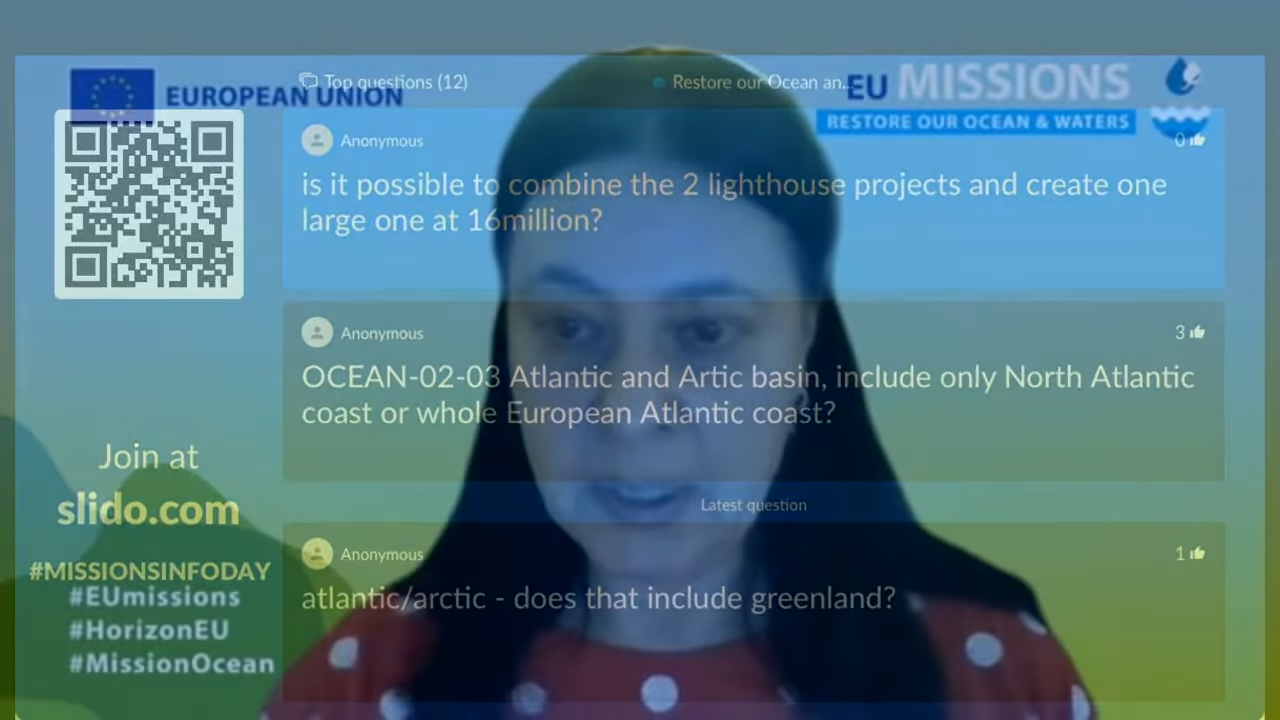 Top questions (12)
Restore our Ocean an...
EUROPEAN UNION
EU MISSIONS
RESTORE OUR OCEAN & WATERS
Anonymous
0
is it possible to combine the 2 lighthouse projects and create one
large one at 16million?
Anonymous
3
OCEAN-02-03 Atlantic and Artic basin, include only North Atlantic
coast or whole European Atlantic coast?
Latest question
Anonymous
1
atlantic/arctic - does that include greenland?
Join at
slido.com
#MISSIONSINFODAY
#EUmissions
#HorizonEU
#MissionOcean